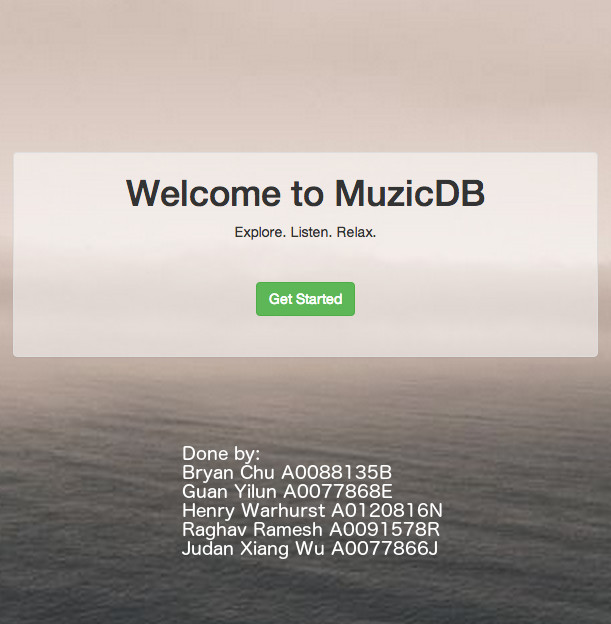 Welcome to MuzicDB
Explore. Listen. Relax.
Get Started
Done by:
Bryan Chu A0088135B
Guan Yilun A0077868E
Henry Warhurst A0120816N
Raghav Ramesh A0091578R
Judan Xiang Wu A0077866J